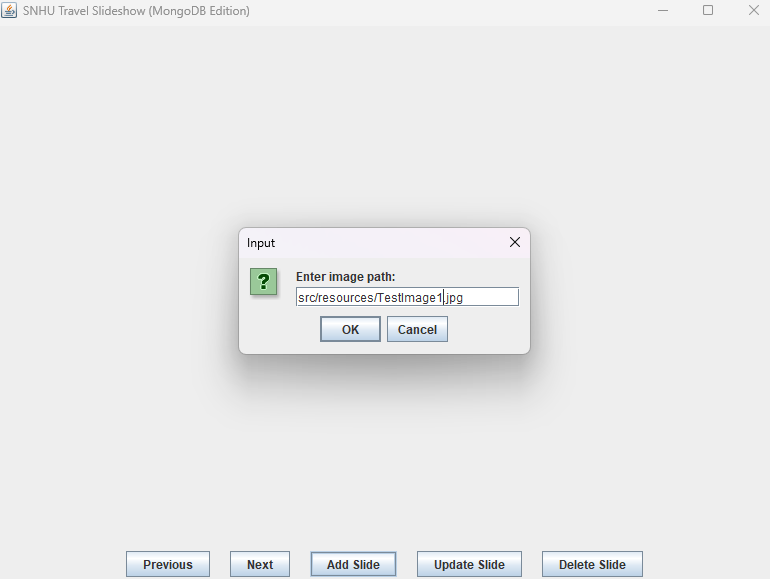 SNHU Travel Slideshow (MongoDB Edition)
Input
?
Enter image path:
src/resources/TestImage1.jpg
OK Cancel
Previous Next Add Slide Update Slide Delete Slide